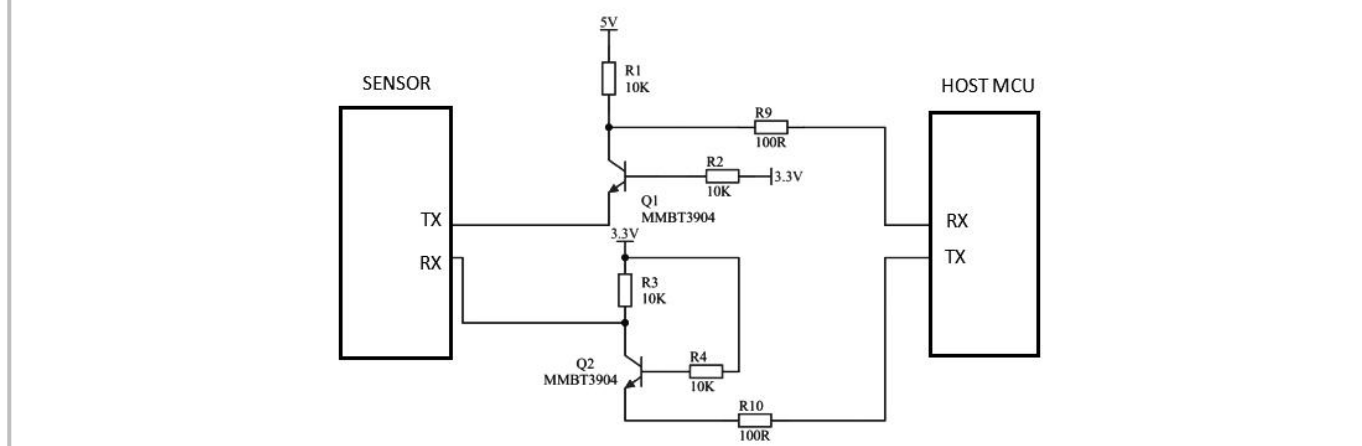 5V
R1
10K
SENSOR
HOST MCU
R9
100R
R2
10K
3.3V
Q1
MMBT3904
TX
RX
3.3V
RX
TX
R3
10K
Q2
MMBT3904
R4
10K
R10
100R